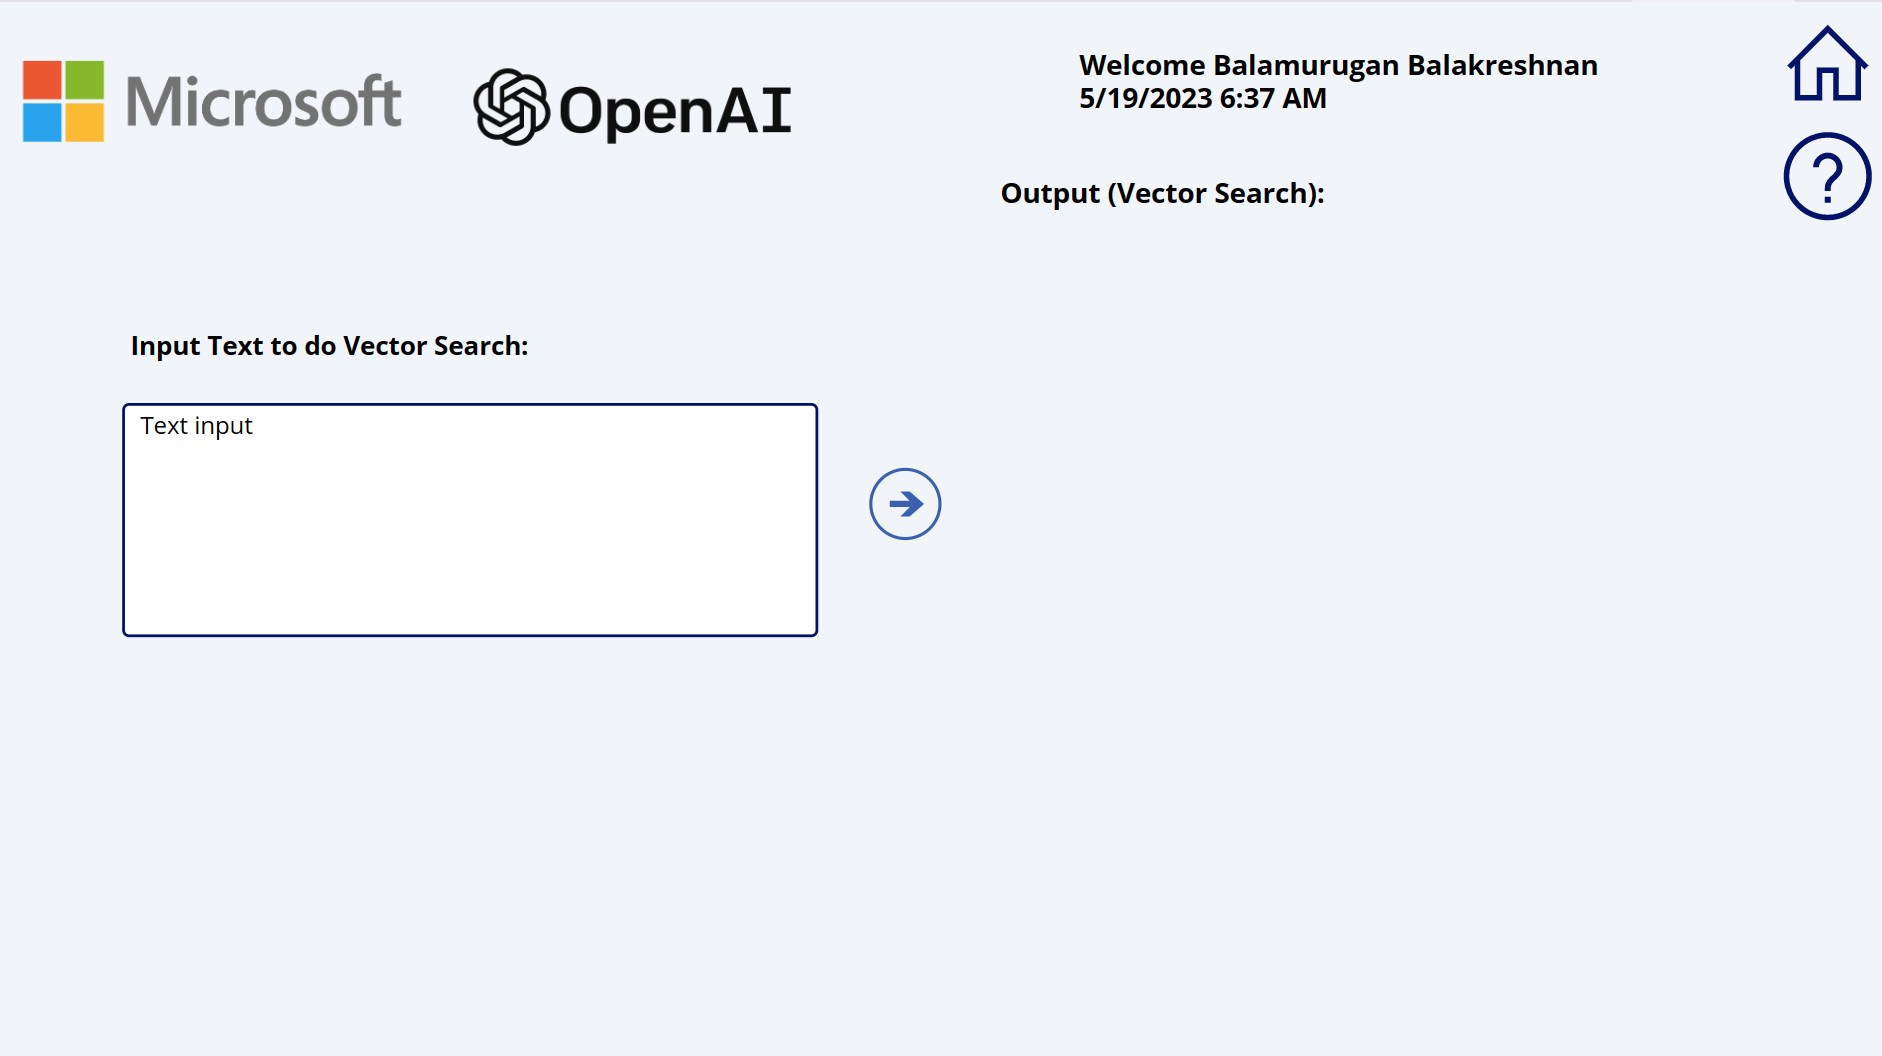 Microsoft
OpenAI
Welcome Balamurugan Balakreshnan
5/19/2023 6:37 AM
Output (Vector Search):
Input Text to do Vector Search:
Text input